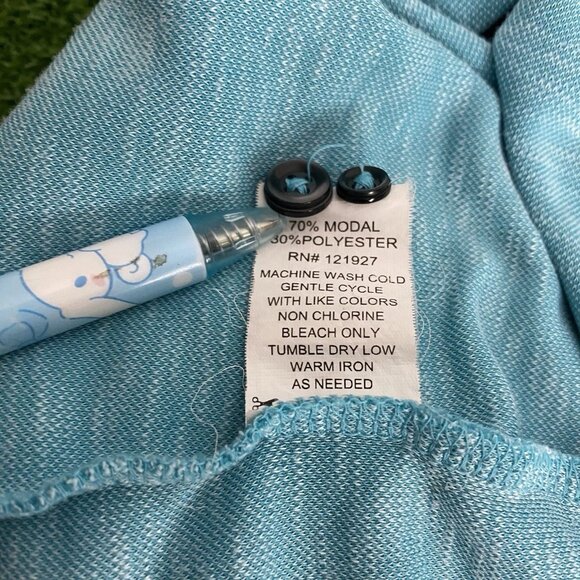 70% MODAL
30%POLYESTER
RN# 121927
MACHINE WASH COLD
GENTLE CYCLE
WITH LIKE COLORS
NON CHLORINE
BLEACH ONLY
TUMBLE DRY LOW
WARM IRON
AS NEEDED